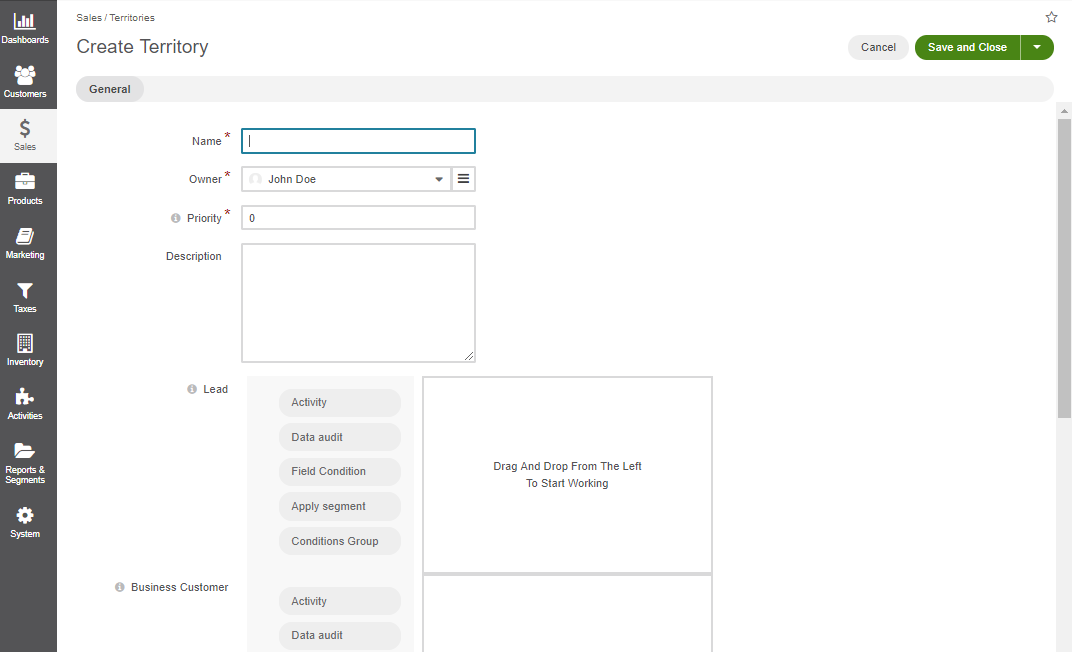 Dashboards
Customers
Sales
Products
Marketing
Taxes
Inventory
Activities
Reports &
Segments
System
Sales / Territories
Create Territory
Cancel
Save and Close
General
Name *
Owner * John Doe
Priority * 0
Description
Lead
Activity
Data audit
Field Condition
Apply segment
Conditions Group
Drag And Drop From The Left
To Start Working
Business Customer
Activity
Data audit